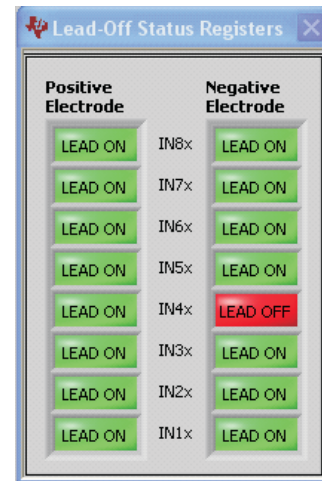 Lead-Off Status Registers
Positive Electrode
Negative Electrode
LEAD ON IN8x LEAD ON
LEAD ON IN7x LEAD ON
LEAD ON IN6x LEAD ON
LEAD ON IN5x LEAD ON
LEAD ON IN4x LEAD OFF
LEAD ON IN3x LEAD ON
LEAD ON IN2x LEAD ON
LEAD ON IN1x LEAD ON